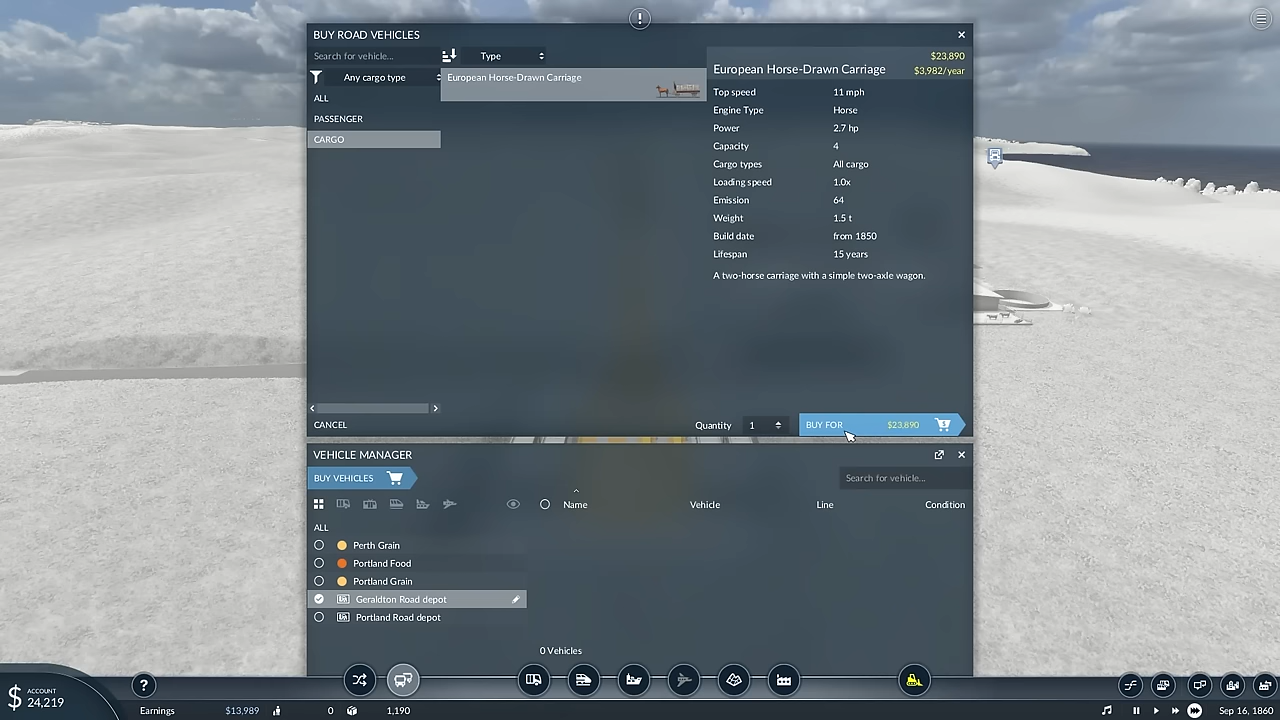 BUY ROAD VEHICLES
Search for vehicle...
Type
Any cargo type
ALL
PASSENGER
CARGO
European Horse-Drawn Carriage
$23,890
European Horse-Drawn Carriage
$3,982/year
Top speed 11 mph
Engine Type Horse
Power 2.7 hp
Capacity 4
Cargo types All cargo
Loading speed 1.0x
Emission 64
Weight 1.5 t
Build date from 1850
Lifespan 15 years
A two-horse carriage with a simple two-axle wagon.
CANCEL
Quantity 1
BUY FOR $23,890
VEHICLE MANAGER
BUY VEHICLES
Search for vehicle...
Name Vehicle Line Condition
ALL
Perth Grain
Portland Food
Portland Grain
Geraldton Road depot
Portland Road depot
0 Vehicles
$ ACCOUNT
24,219
?
Earnings $13,989 0 1,190
Sep 16, 1860